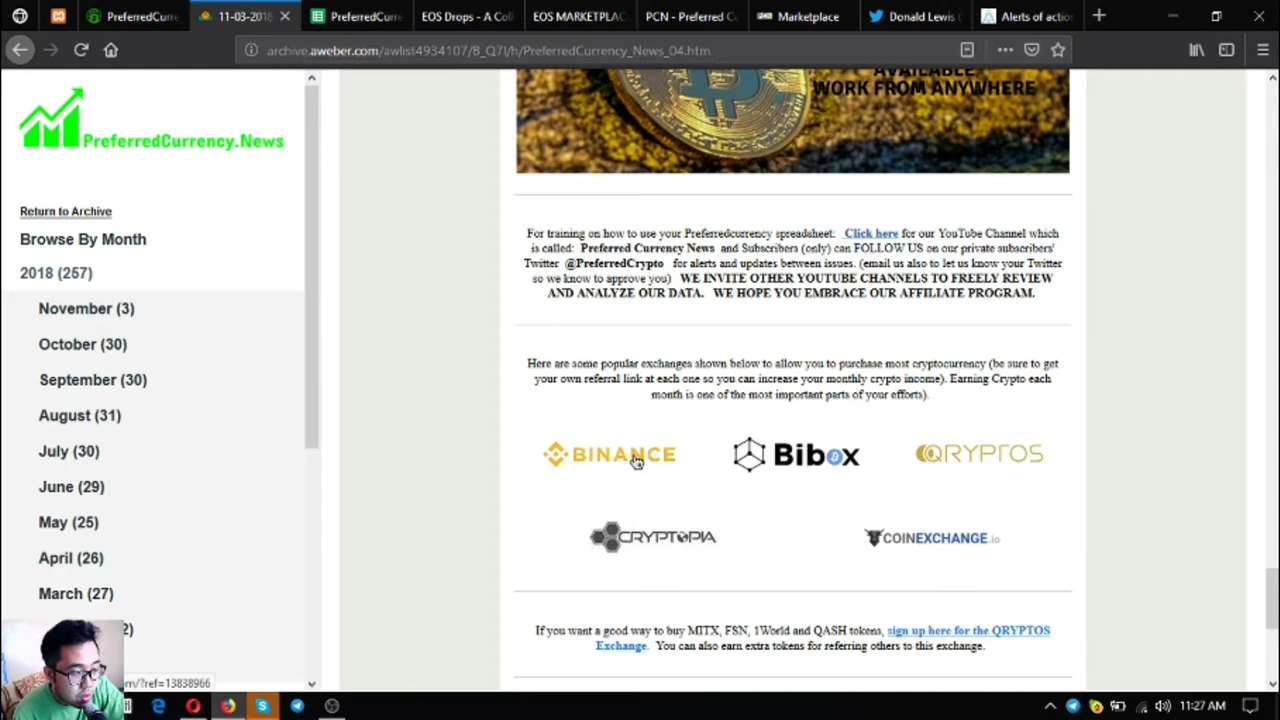 PreferredCurre
11-03-2018
PreferredCurre
EOS Drops - A Coll
EOS MARKETPLAC
PCN - Preferred C
Marketplace
Donald Lewis
Alerts of actio
archive.aweber.com/awlist4934107/8_Q7I/h/PreferredCurrency_News_04.htm
PreferredCurrency.News
Return to Archive
Browse By Month
2018 (257)
November (3)
October (30)
September (30)
August (31)
July (30)
June (29)
May (25)
April (26)
March (27)
2)
m/?ref=13838966
AVAILABLE
WORK FROM ANYWHERE
For training on how to use your Preferredcurrency spreadsheet: Click here for our YouTube Channel which
is called: Preferred Currency News and Subscribers (only) can FOLLOW US on our private subscribers'
Twitter @PreferredCrypto for alerts and updates between issues. (email us also to let us know your Twitter
so we know to approve you) WE INVITE OTHER YOUTUBE CHANNELS TO FREELY REVIEW
AND ANALYZE OUR DATA. WE HOPE YOU EMBRACE OUR AFFILIATE PROGRAM.
Here are some popular exchanges shown below to allow you to purchase most cryptocurrency (be sure to get
your own referral link at each one so you can increase your monthly crypto income). Earning Crypto each
month is one of the most important parts of your efforts).
BINANCE
Bibox
QRYPTOS
CRYPTOPIA
COINEXCHANGE.io
If you want a good way to buy MITX, FSN, 1World and QASH tokens, sign up here for the QRYPTOS
Exchange. You can also earn extra tokens for referring others to this exchange.
11:27 AM